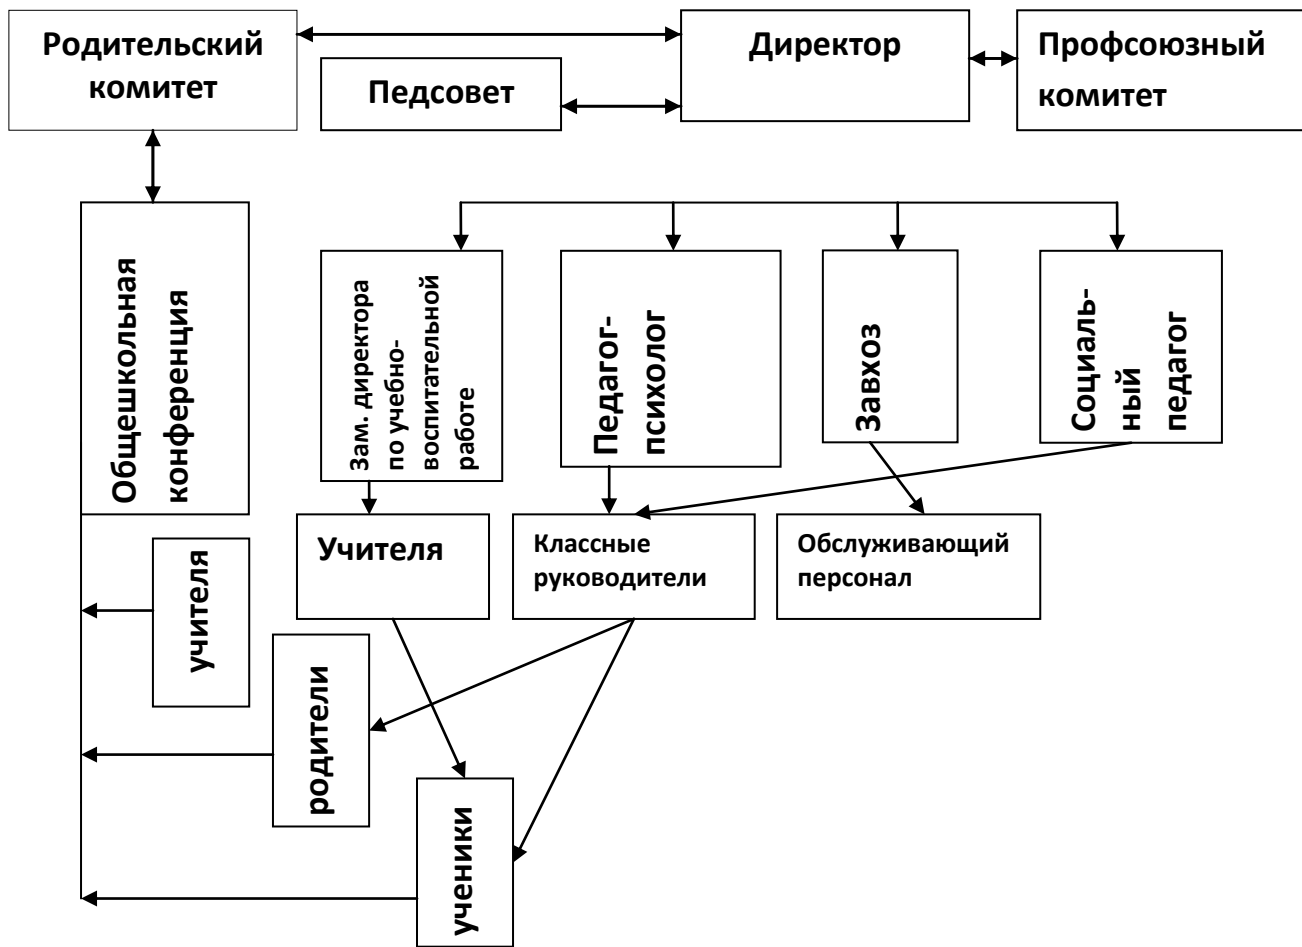 Родительский
комитет
Педсовет
Директор
Профсоюзный
комитет
Общешкольная
конференция
Зам. директора
по учебно-
воспитательной
работе
Педагог-
психолог
Завхоз
Социаль-
ный
педагог
Учителя
Классные
руководители
Обслуживающий
персонал
учителя
родители
ученики